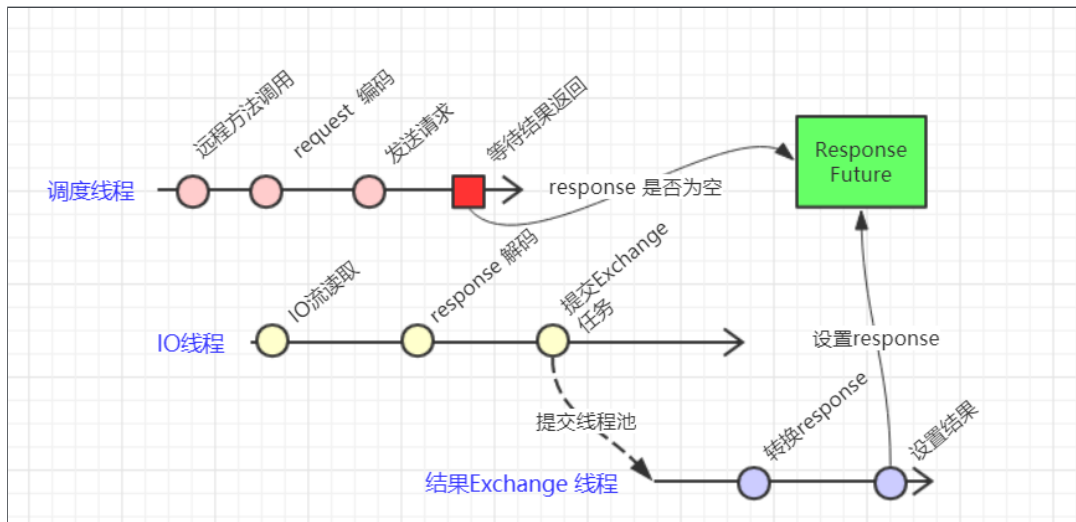 远程方法调用
request 编码
发送请求
等待结果返回
调度线程
response 是否为空
Response
Future
IO流读取
response 解码
提交Exchange
任务
IO线程
设置response
提交线程池
转换response
设置结果
结果Exchange 线程